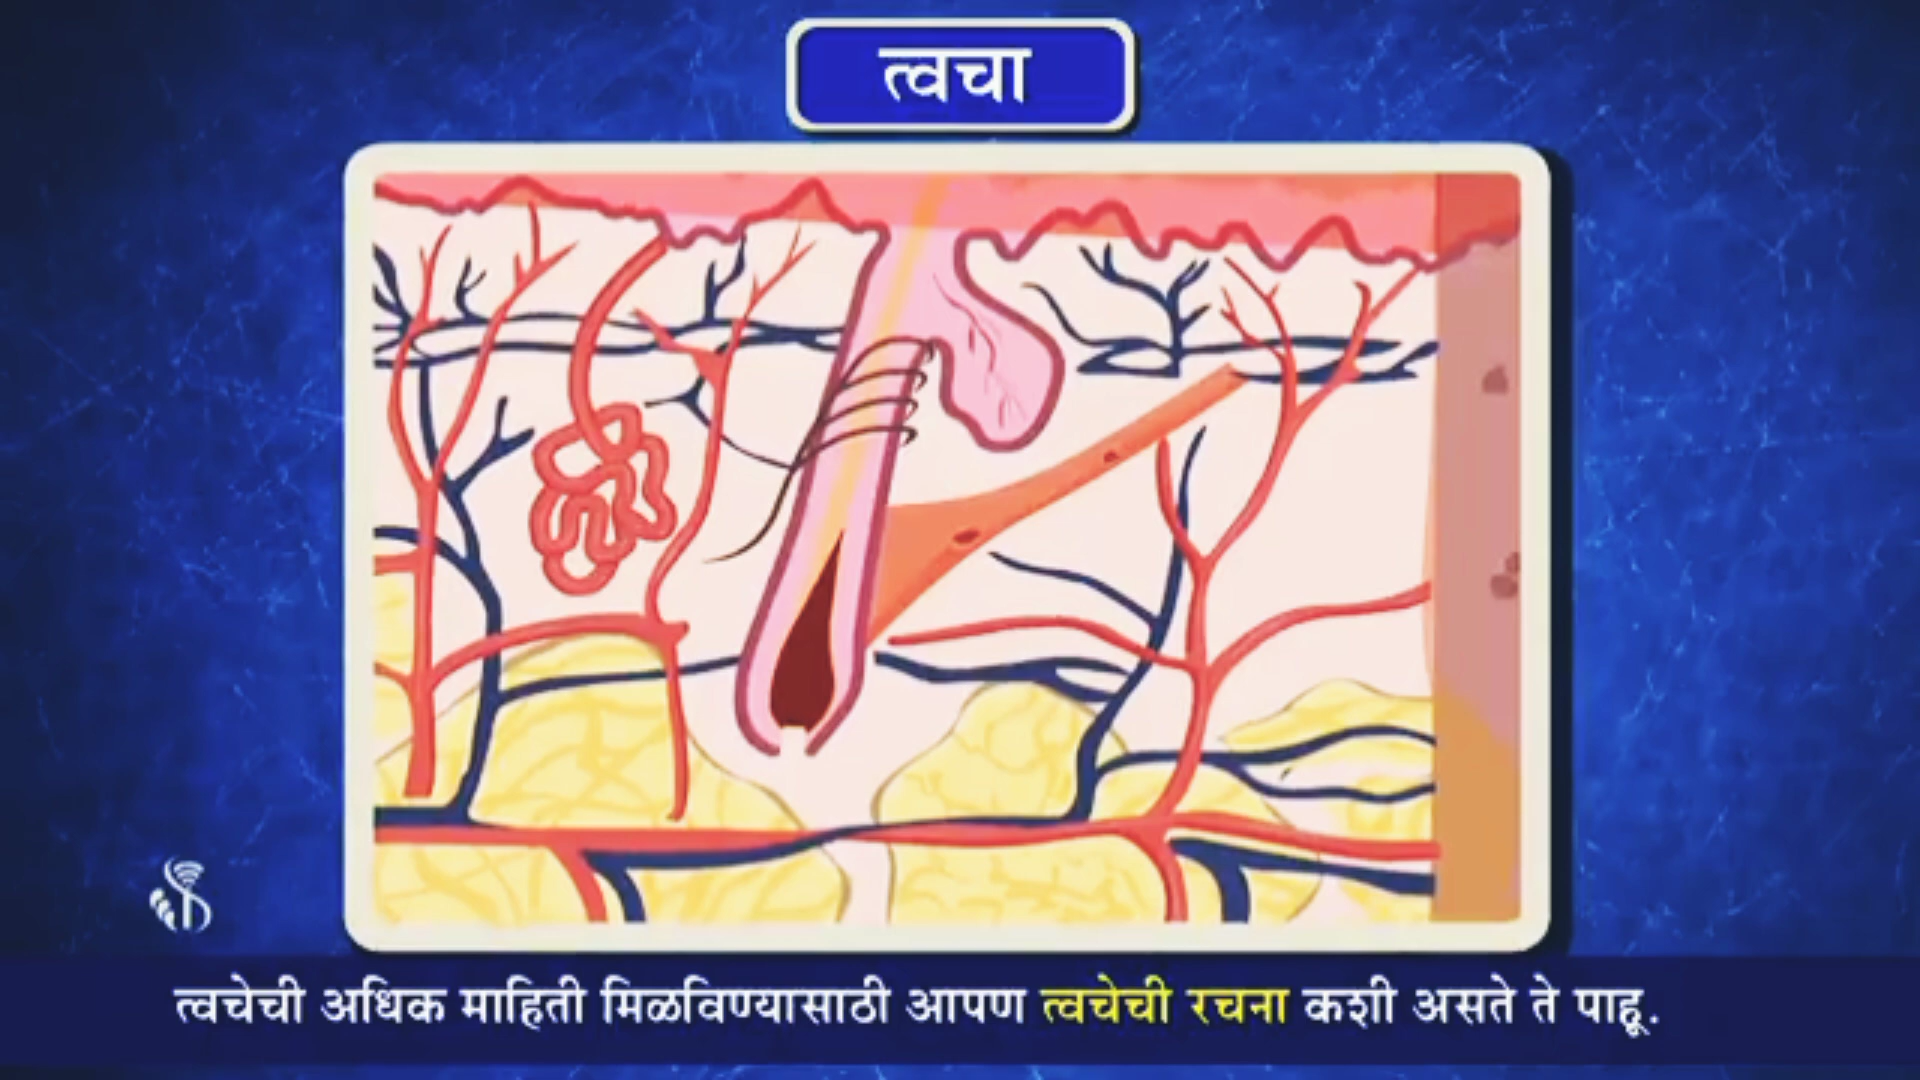 त्वचा
त्वचेची अधिक माहिती मिळविण्यासाठी आपण त्वचेची रचना कशी असते ते पाहू.